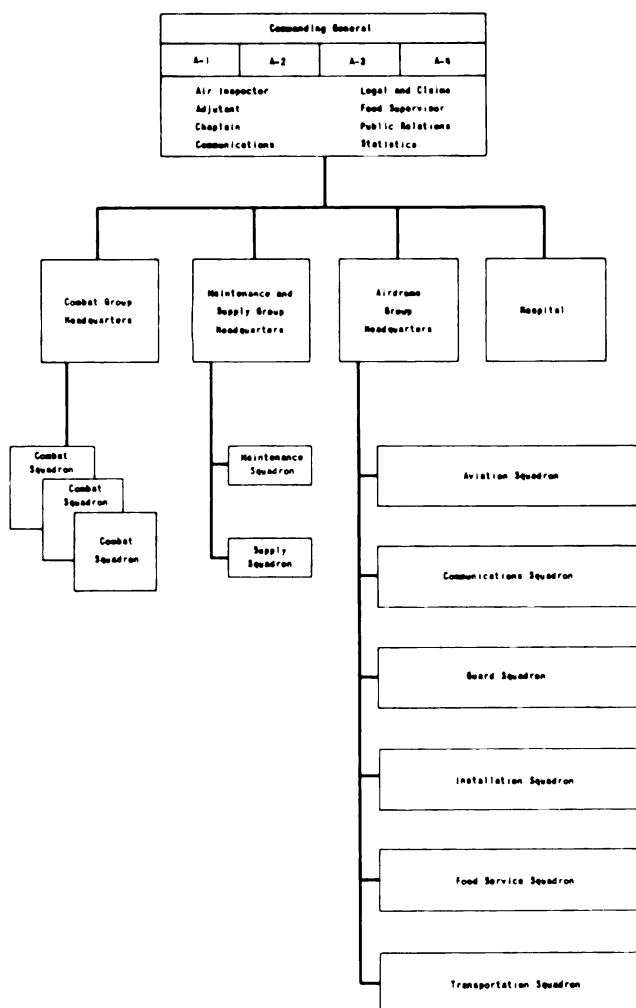 Commanding General
A-1 A-2 A-3 A-4
Air Inspector Legal and Claims
Adjutant Food Supervisor
Chaplain Public Relations
Communications Statistics
Combat Group
Headquarters
Maintenance and
Supply Group
Headquarters
Airdrome
Group
Headquarters
Hospital
Combat
Squadron
Combat
Squadron
Combat
Squadron
Maintenance
Squadron
Supply
Squadron
Aviation Squadron
Communications Squadron
Guard Squadron
Installation Squadron
Food Service Squadron
Transportation Squadron